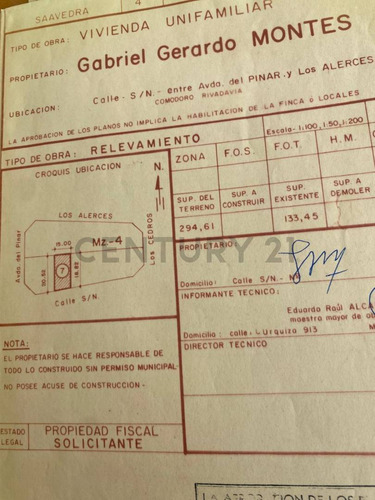 SAAVEDRA 4
TIPO DE OBRA: VIVIENDA UNIFAMILIAR
PROPIETARIO: Gabriel Gerardo MONTES
UBICACION: Calle - S/N.- entre Avda. del PINAR.y Los ALERCES
COMODORO RIVADAVIA
LA APROBACION DE LOS PLANOS NO IMPLICA LA HABILITACION DE LA FINCA o LOCALES
TIPO DE OBRA: RELEVAMIENTO
Escala- 1:100, 1:50, 1:200
CROQUIS UBICACION
N.
LOS ALERCES
Avda. del Pinar
15.00
Mz-4
7
Calle S/N.
LOS CEDROS
ZONA F.O.S. F.O.T. H.M.
SUP. DEL TERRENO
SUP. A CONSTRUIR
SUP. EXISTENTE
SUP. A DEMOLER
294,61
133,45
CENTURY 21
PROPIETARIO:
Domicilio: Calle S/N.-
INFORMANTE TECNICO:
Eduardo Raúl
maestro mayor de
Domicilio: calle: L. Urquiza 913
DIRECTOR TECNICO
NOTA:
EL PROPIETARIO SE HACE RESPONSABLE DE
TODO LO CONSTRUIDO SIN PERMISO MUNICIPAL-
NO POSEE ACUSE DE CONSTRUCCION-
ESTADO LEGAL
PROPIEDAD FISCAL
SOLICITANTE